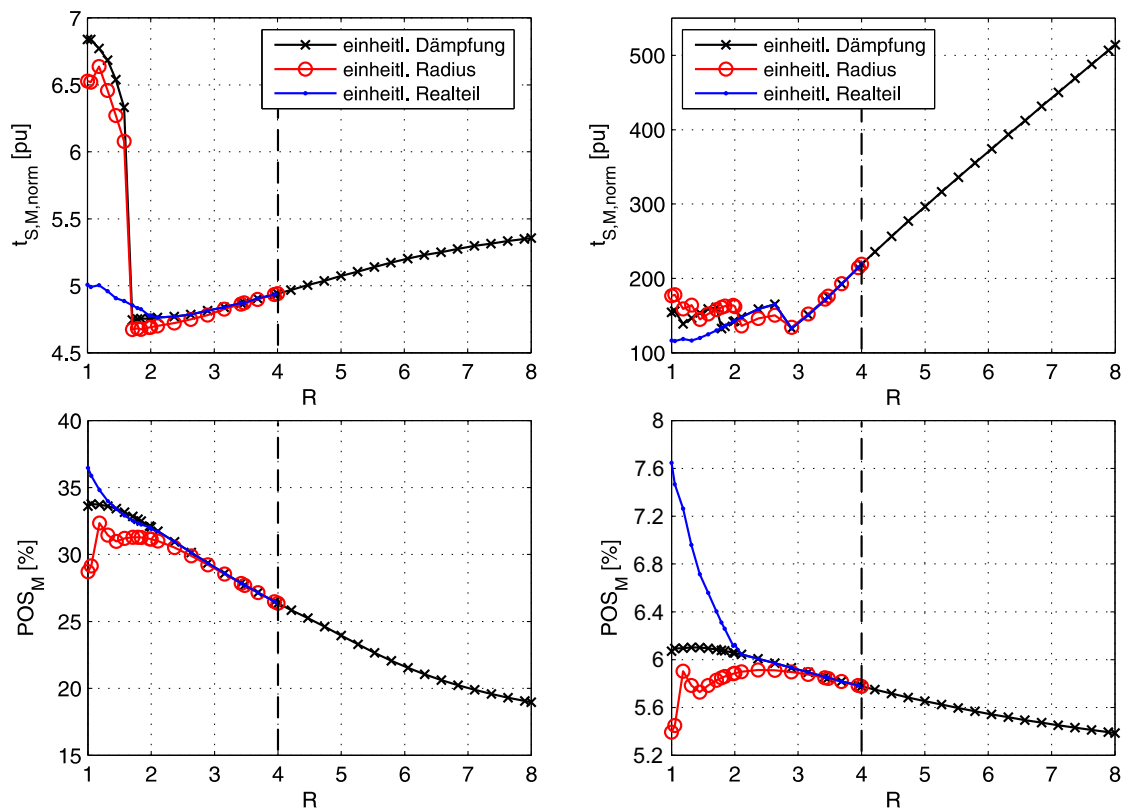 7
6.5
6
5.5
5
4.5
t_S,M,norm [pu]
einheitl. Dämpfung
einheitl. Radius
einheitl. Realteil
1 2 3 4 5 6 7 8
R
500
400
300
200
100
t_S,M,norm [pu]
einheitl. Dämpfung
einheitl. Radius
einheitl. Realteil
1 2 3 4 5 6 7 8
R
40
35
30
25
20
15
POS_M [%]
1 2 3 4 5 6 7 8
R
8
7.6
7.2
6.8
6.4
6
5.6
5.2
POS_M [%]
1 2 3 4 5 6 7 8
R